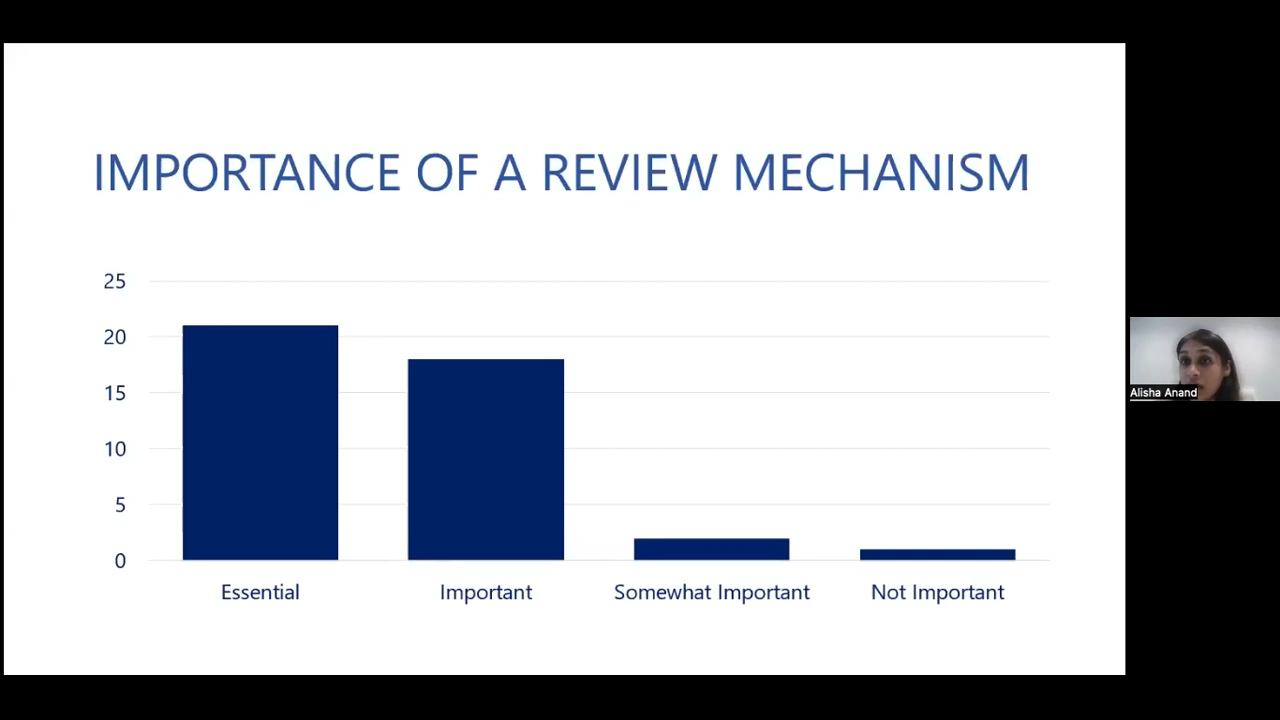 IMPORTANCE OF A REVIEW MECHANISM
25
20
15
10
5
0
Essential
Important
Somewhat Important
Not Important
Alisha Anand